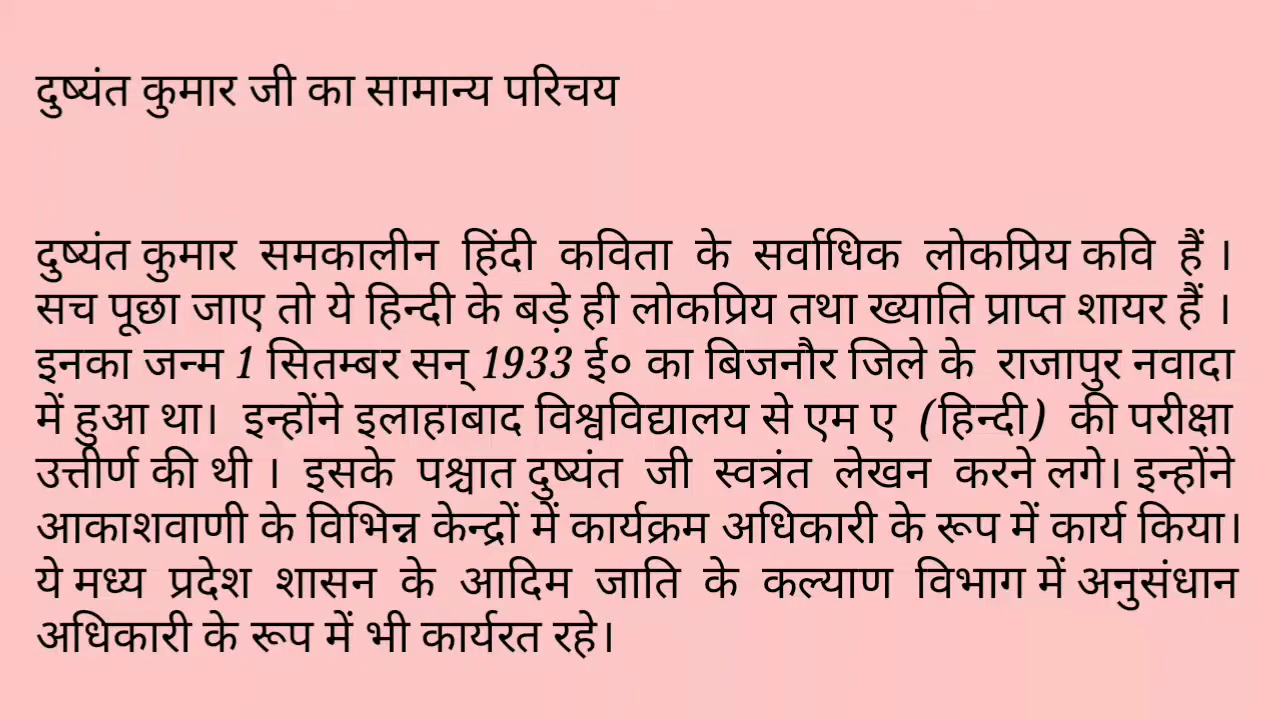 दुष्यंत कुमार जी का सामान्य परिचय
दुष्यंत कुमार समकालीन हिंदी कविता के सर्वाधिक लोकप्रिय कवि हैं ।
सच पूछा जाए तो ये हिन्दी के बड़े ही लोकप्रिय तथा ख्याति प्राप्त शायर हैं ।
इनका जन्म 1 सितम्बर सन् 1933 ई० का बिजनौर जिले के राजापुर नवादा
में हुआ था। इन्होंने इलाहाबाद विश्वविद्यालय से एम ए (हिन्दी) की परीक्षा
उत्तीर्ण की थी । इसके पश्चात दुष्यंत जी स्वत्रंत लेखन करने लगे। इन्होंने
आकाशवाणी के विभिन्न केन्द्रों में कार्यक्रम अधिकारी के रूप में कार्य किया।
ये मध्य प्रदेश शासन के आदिम जाति के कल्याण विभाग में अनुसंधान
अधिकारी के रूप में भी कार्यरत रहे।